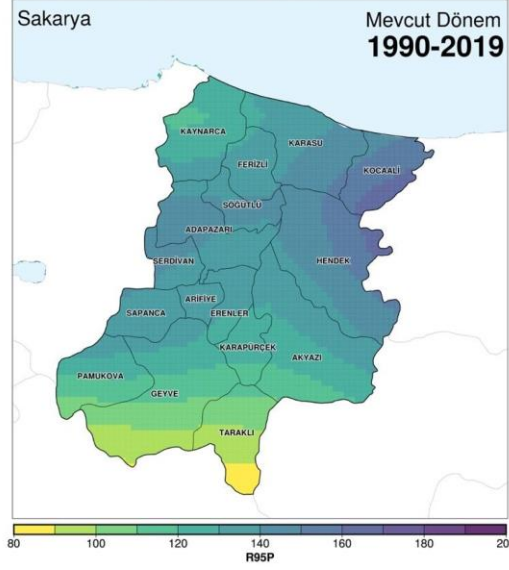 Sakarya
Mevcut Dönem
1990-2019
KAYNARCA
KARASU
FERİZLİ
KOCAALİ
SÖĞÜTLÜ
ADAPAZARI
SERDİVAN
HENDEK
ARİFİYE
SAPANCA
ERENLER
KARAPÜRÇEK
AKYAZI
PAMUKOVA
GEYVE
TARAKLI
80 100 120 140 160 180 20
R95P